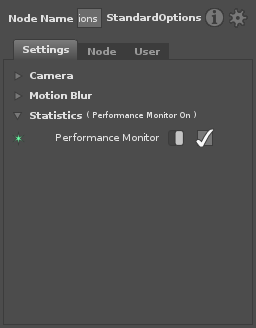 Node Name ions StandardOptions
Settings Node User
Camera
Motion Blur
Statistics ( Performance Monitor On )
Performance Monitor